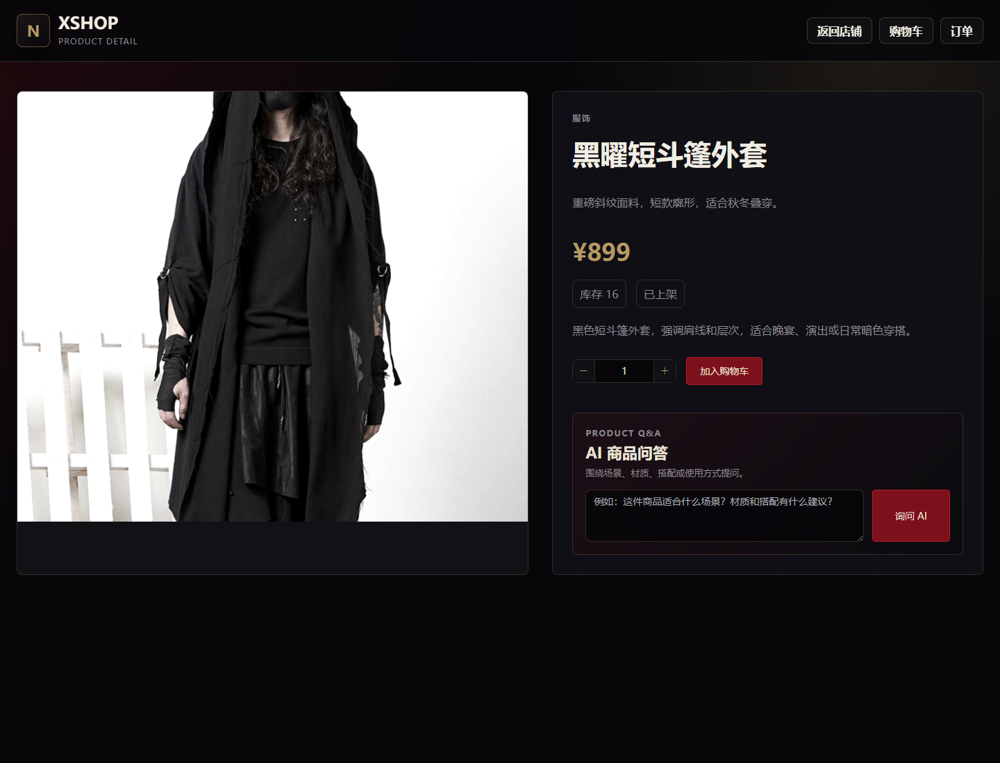 N
XSHOP
PRODUCT DETAIL
返回店铺
购物车
订单
服饰
黑曜短斗篷外套
重磅斜纹面料，短款廓形，适合秋冬叠穿。
¥899
库存 16
已上架
黑色短斗篷外套，强调肩线和层次，适合晚宴、演出或日常暗色穿搭。
− 1 +
加入购物车
PRODUCT Q&A
AI 商品问答
围绕场景、材质、搭配或使用方式提问。
例如：这件商品适合什么场景？材质和搭配有什么建议？
询问 AI